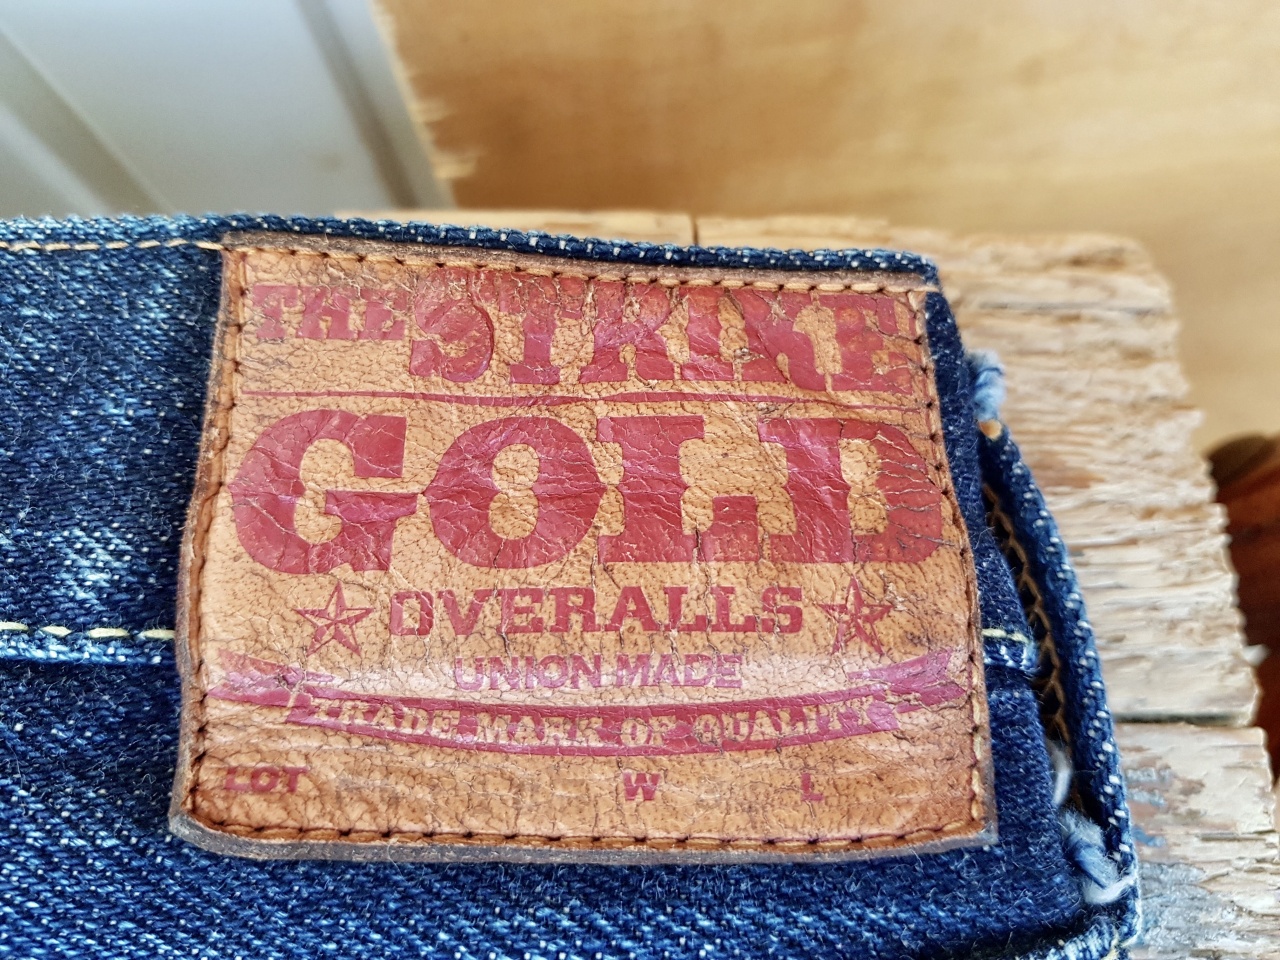 THE STRIKE
GOLD
OVERALLS
UNION MADE
TRADE MARK OF QUALITY
LOT W L